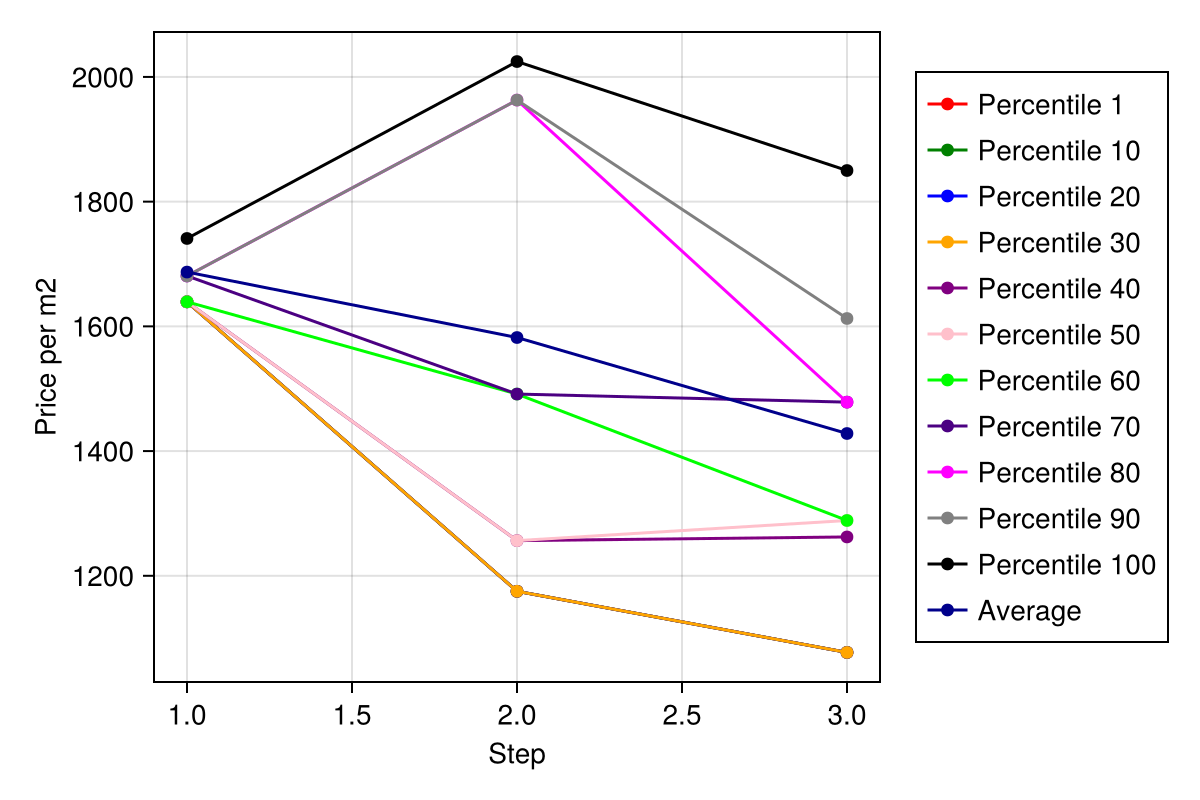 2000
1800
1600
1400
1200
Price per m2
1.0
1.5
2.0
2.5
3.0
Step
Percentile 1
Percentile 10
Percentile 20
Percentile 30
Percentile 40
Percentile 50
Percentile 60
Percentile 70
Percentile 80
Percentile 90
Percentile 100
Average